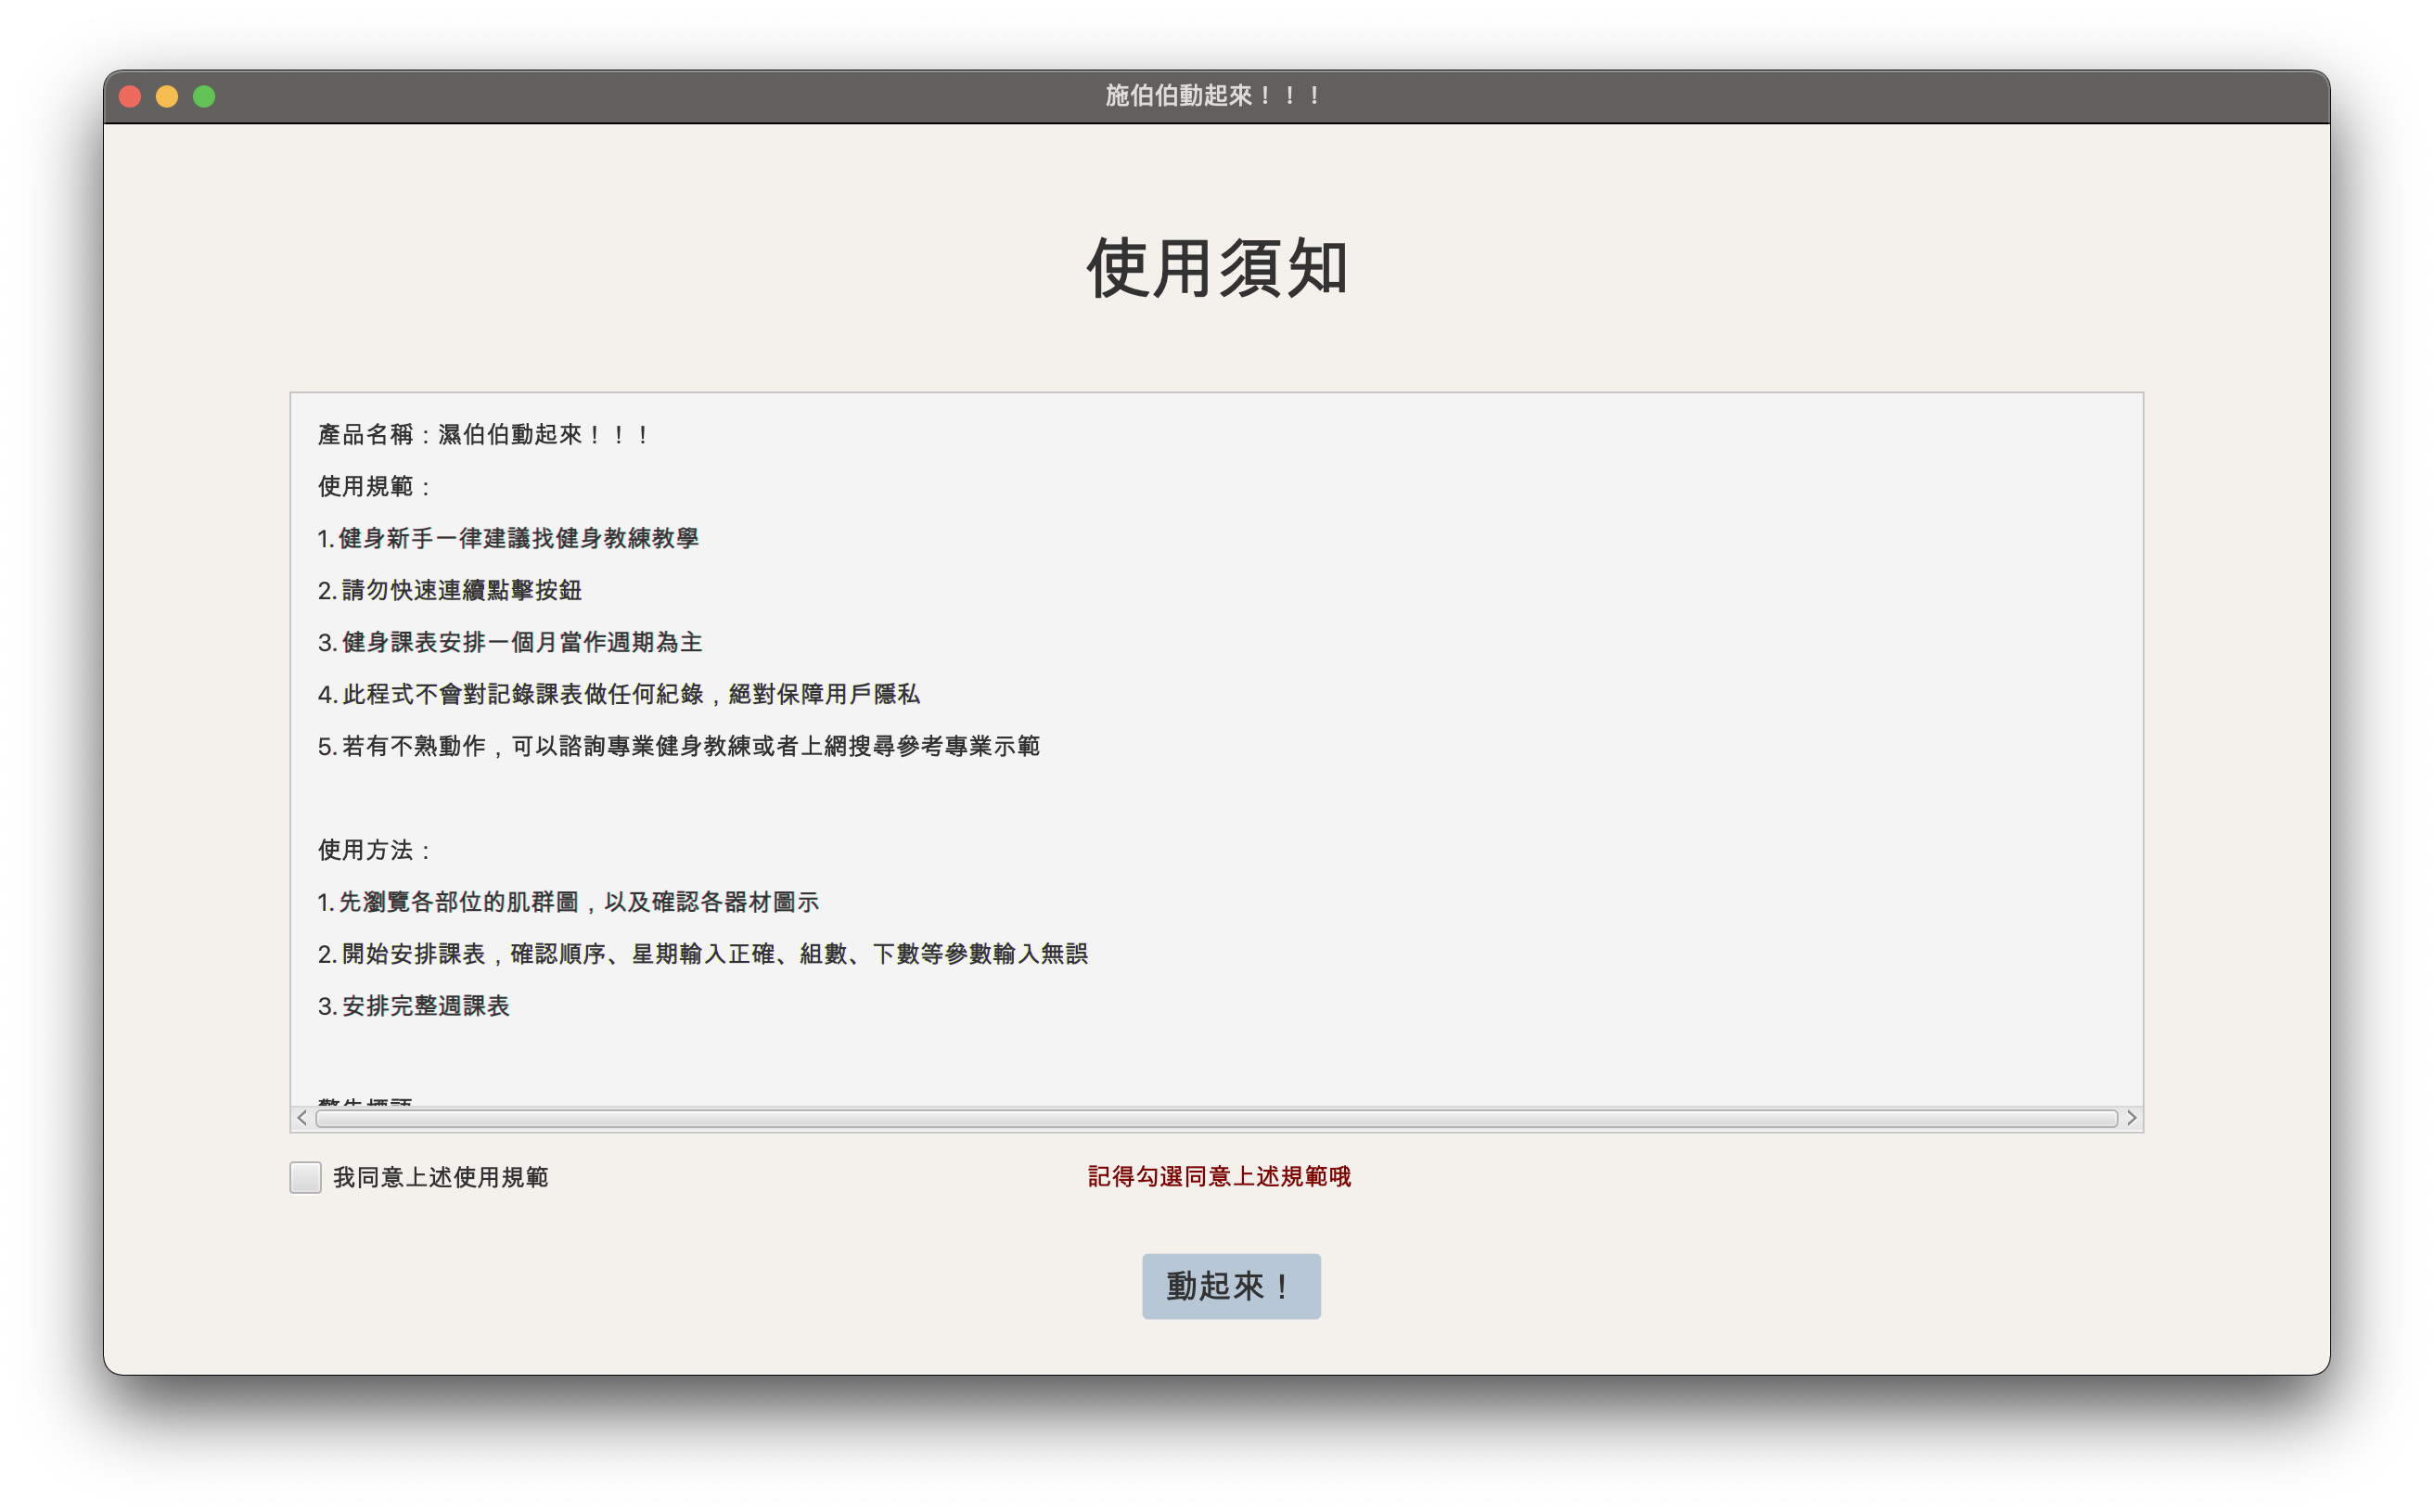 施伯伯動起來！！！
使用須知
產品名稱：濕伯伯動起來！！！
使用規範：
1. 健身新手一律建議找健身教練教學
2. 請勿快速連續點擊按鈕
3. 健身課表安排一個月當作週期為主
4. 此程式不會對記錄課表做任何紀錄，絕對保障用戶隱私
5. 若有不熟動作，可以諮詢專業健身教練或者上網搜尋參考專業示範
使用方法：
1. 先瀏覽各部位的肌群圖，以及確認各器材圖示
2. 開始安排課表，確認順序、星期輸入正確、組數、下數等參數輸入無誤
3. 安排完整週課表
我同意上述使用規範
記得勾選同意上述規範哦
動起來！